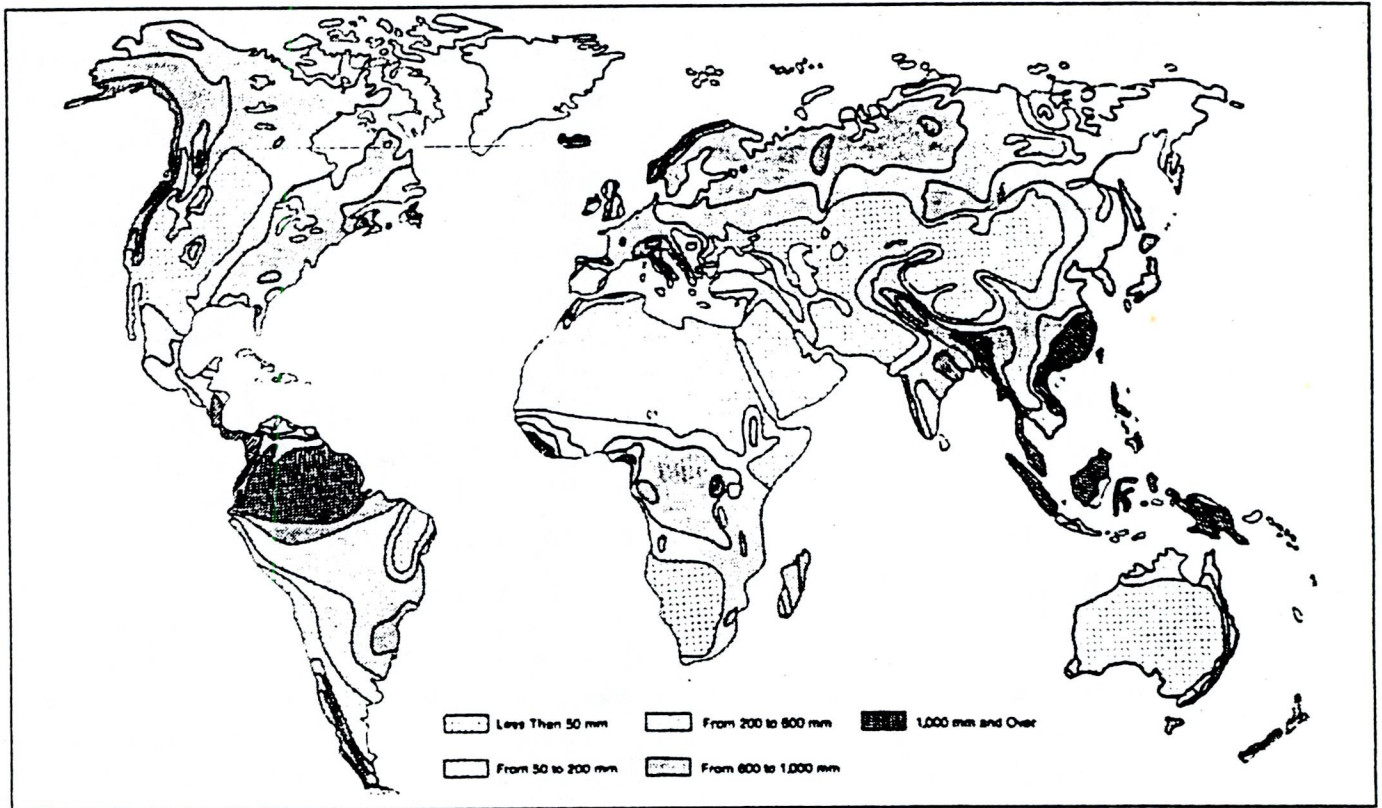 Less Than 50 mm
From 50 to 200 mm
From 200 to 600 mm
From 600 to 1,000 mm
1,000 mm and Over